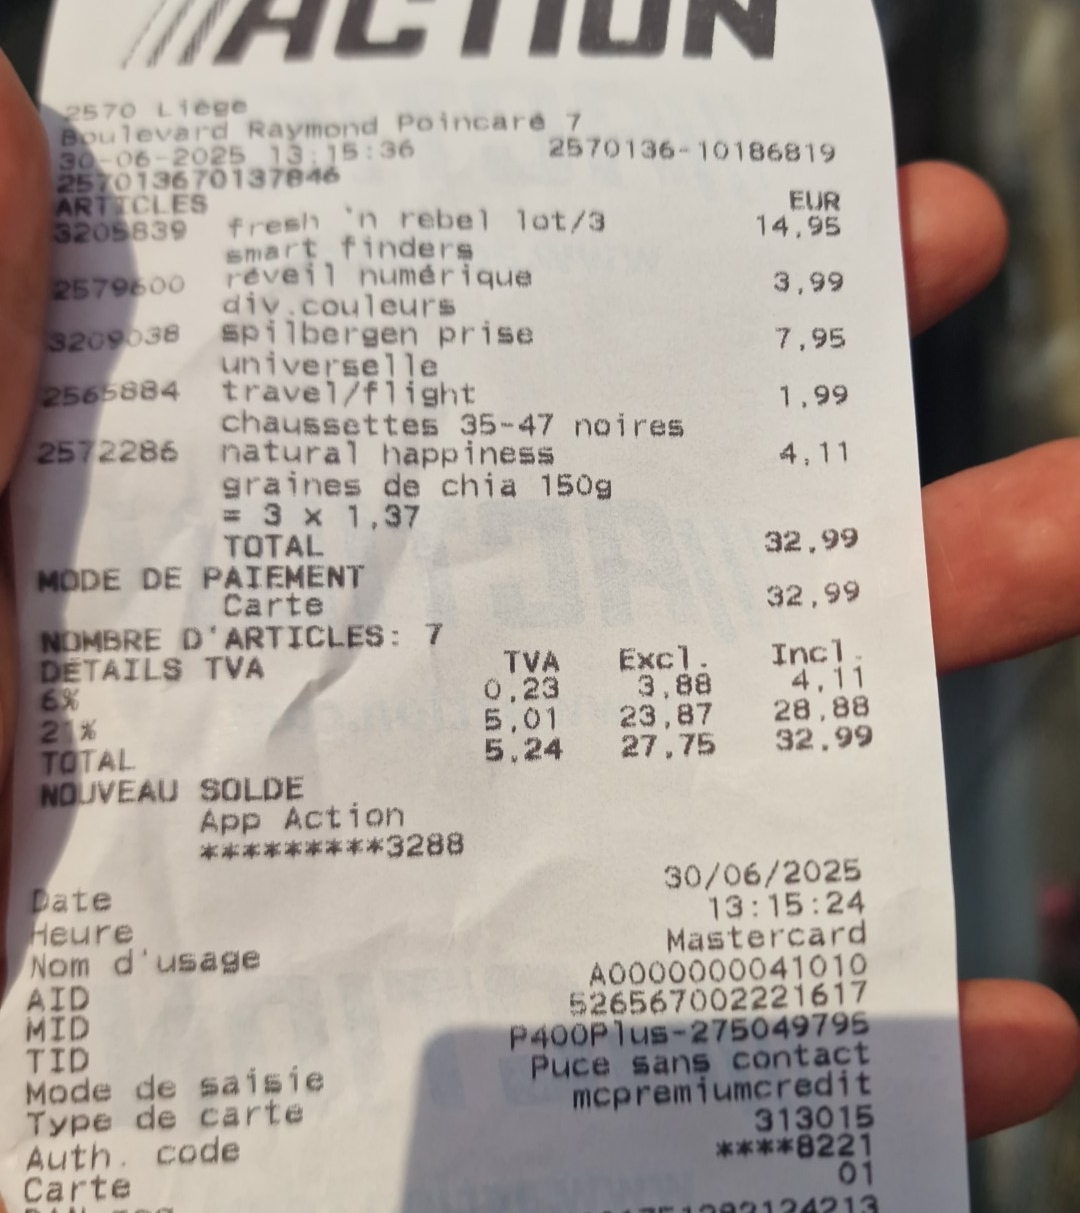 ACTION
2570 Liège
Boulevard Raymond Poincaré 7
30-06-2025 13:15:36 2570136-10186819
257013670137846
ARTICLES EUR
3205839 fresh 'n rebel lot/3 14,95
smart finders
2579600 réveil numérique 3,99
div.couleurs
3209038 spilbergen prise 7,95
universelle
2565884 travel/flight 1,99
chaussettes 35-47 noires
2572286 natural happiness 4,11
graines de chia 150g
= 3 x 1,37
TOTAL 32,99
MODE DE PAIEMENT
Carte 32,99
NOMBRE D'ARTICLES: 7
DÉTAILS TVA TVA Excl. Incl.
6% 0,23 3,88 4,11
21% 5,01 23,87 28,88
TOTAL 5,24 27,75 32,99
NOUVEAU SOLDE
App Action
*********3288
Date 30/06/2025
Heure 13:15:24
Nom d'usage Mastercard
AID A0000000041010
MID 526567002221617
TID P400Plus-275049795
Mode de saisie Puce sans contact
Type de carte mcpremiumcredit
Auth. code 313015
Carte ****8221
01